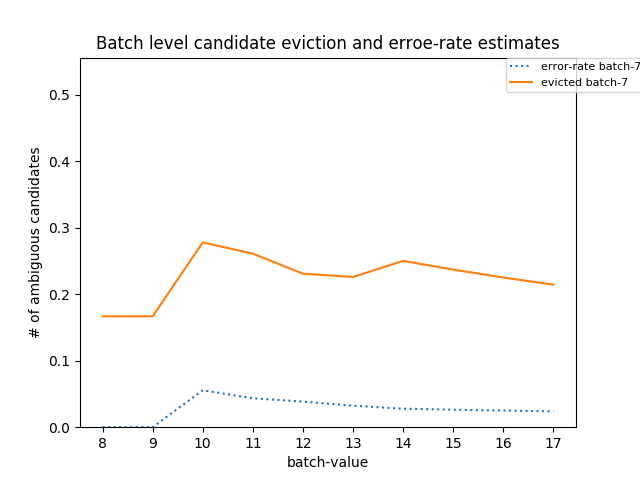 Batch level candidate eviction and erroe-rate estimates
error-rate batch-7
evicted batch-7
# of ambiguous candidates
0.5
0.4
0.3
0.2
0.1
0.0
8 9 10 11 12 13 14 15 16 17
batch-value